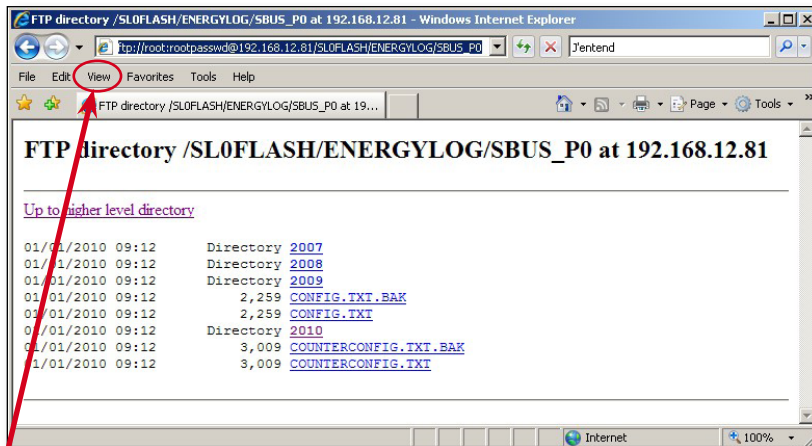 FTP directory /SL0FLASH/ENERGYLOG/SBUS_P0 at 192.168.12.81 - Windows Internet Explorer
ftp://root:rootpasswd@192.168.12.81/SL0FLASH/ENERGYLOG/SBUS_P0
J'entend
File Edit View Favorites Tools Help
FTP directory /SL0FLASH/ENERGYLOG/SBUS_P0 at 19...
Page Tools »
FTP directory /SL0FLASH/ENERGYLOG/SBUS_P0 at 192.168.12.81
Up to higher level directory
01/01/2010 09:12 Directory 2007
01/01/2010 09:12 Directory 2008
01/01/2010 09:12 Directory 2009
01/01/2010 09:12 2,259 CONFIG.TXT.BAK
01/01/2010 09:12 2,259 CONFIG.TXT
01/01/2010 09:12 Directory 2010
01/01/2010 09:12 3,009 COUNTERCONFIG.TXT.BAK
01/01/2010 09:12 3,009 COUNTERCONFIG.TXT
Internet 100%